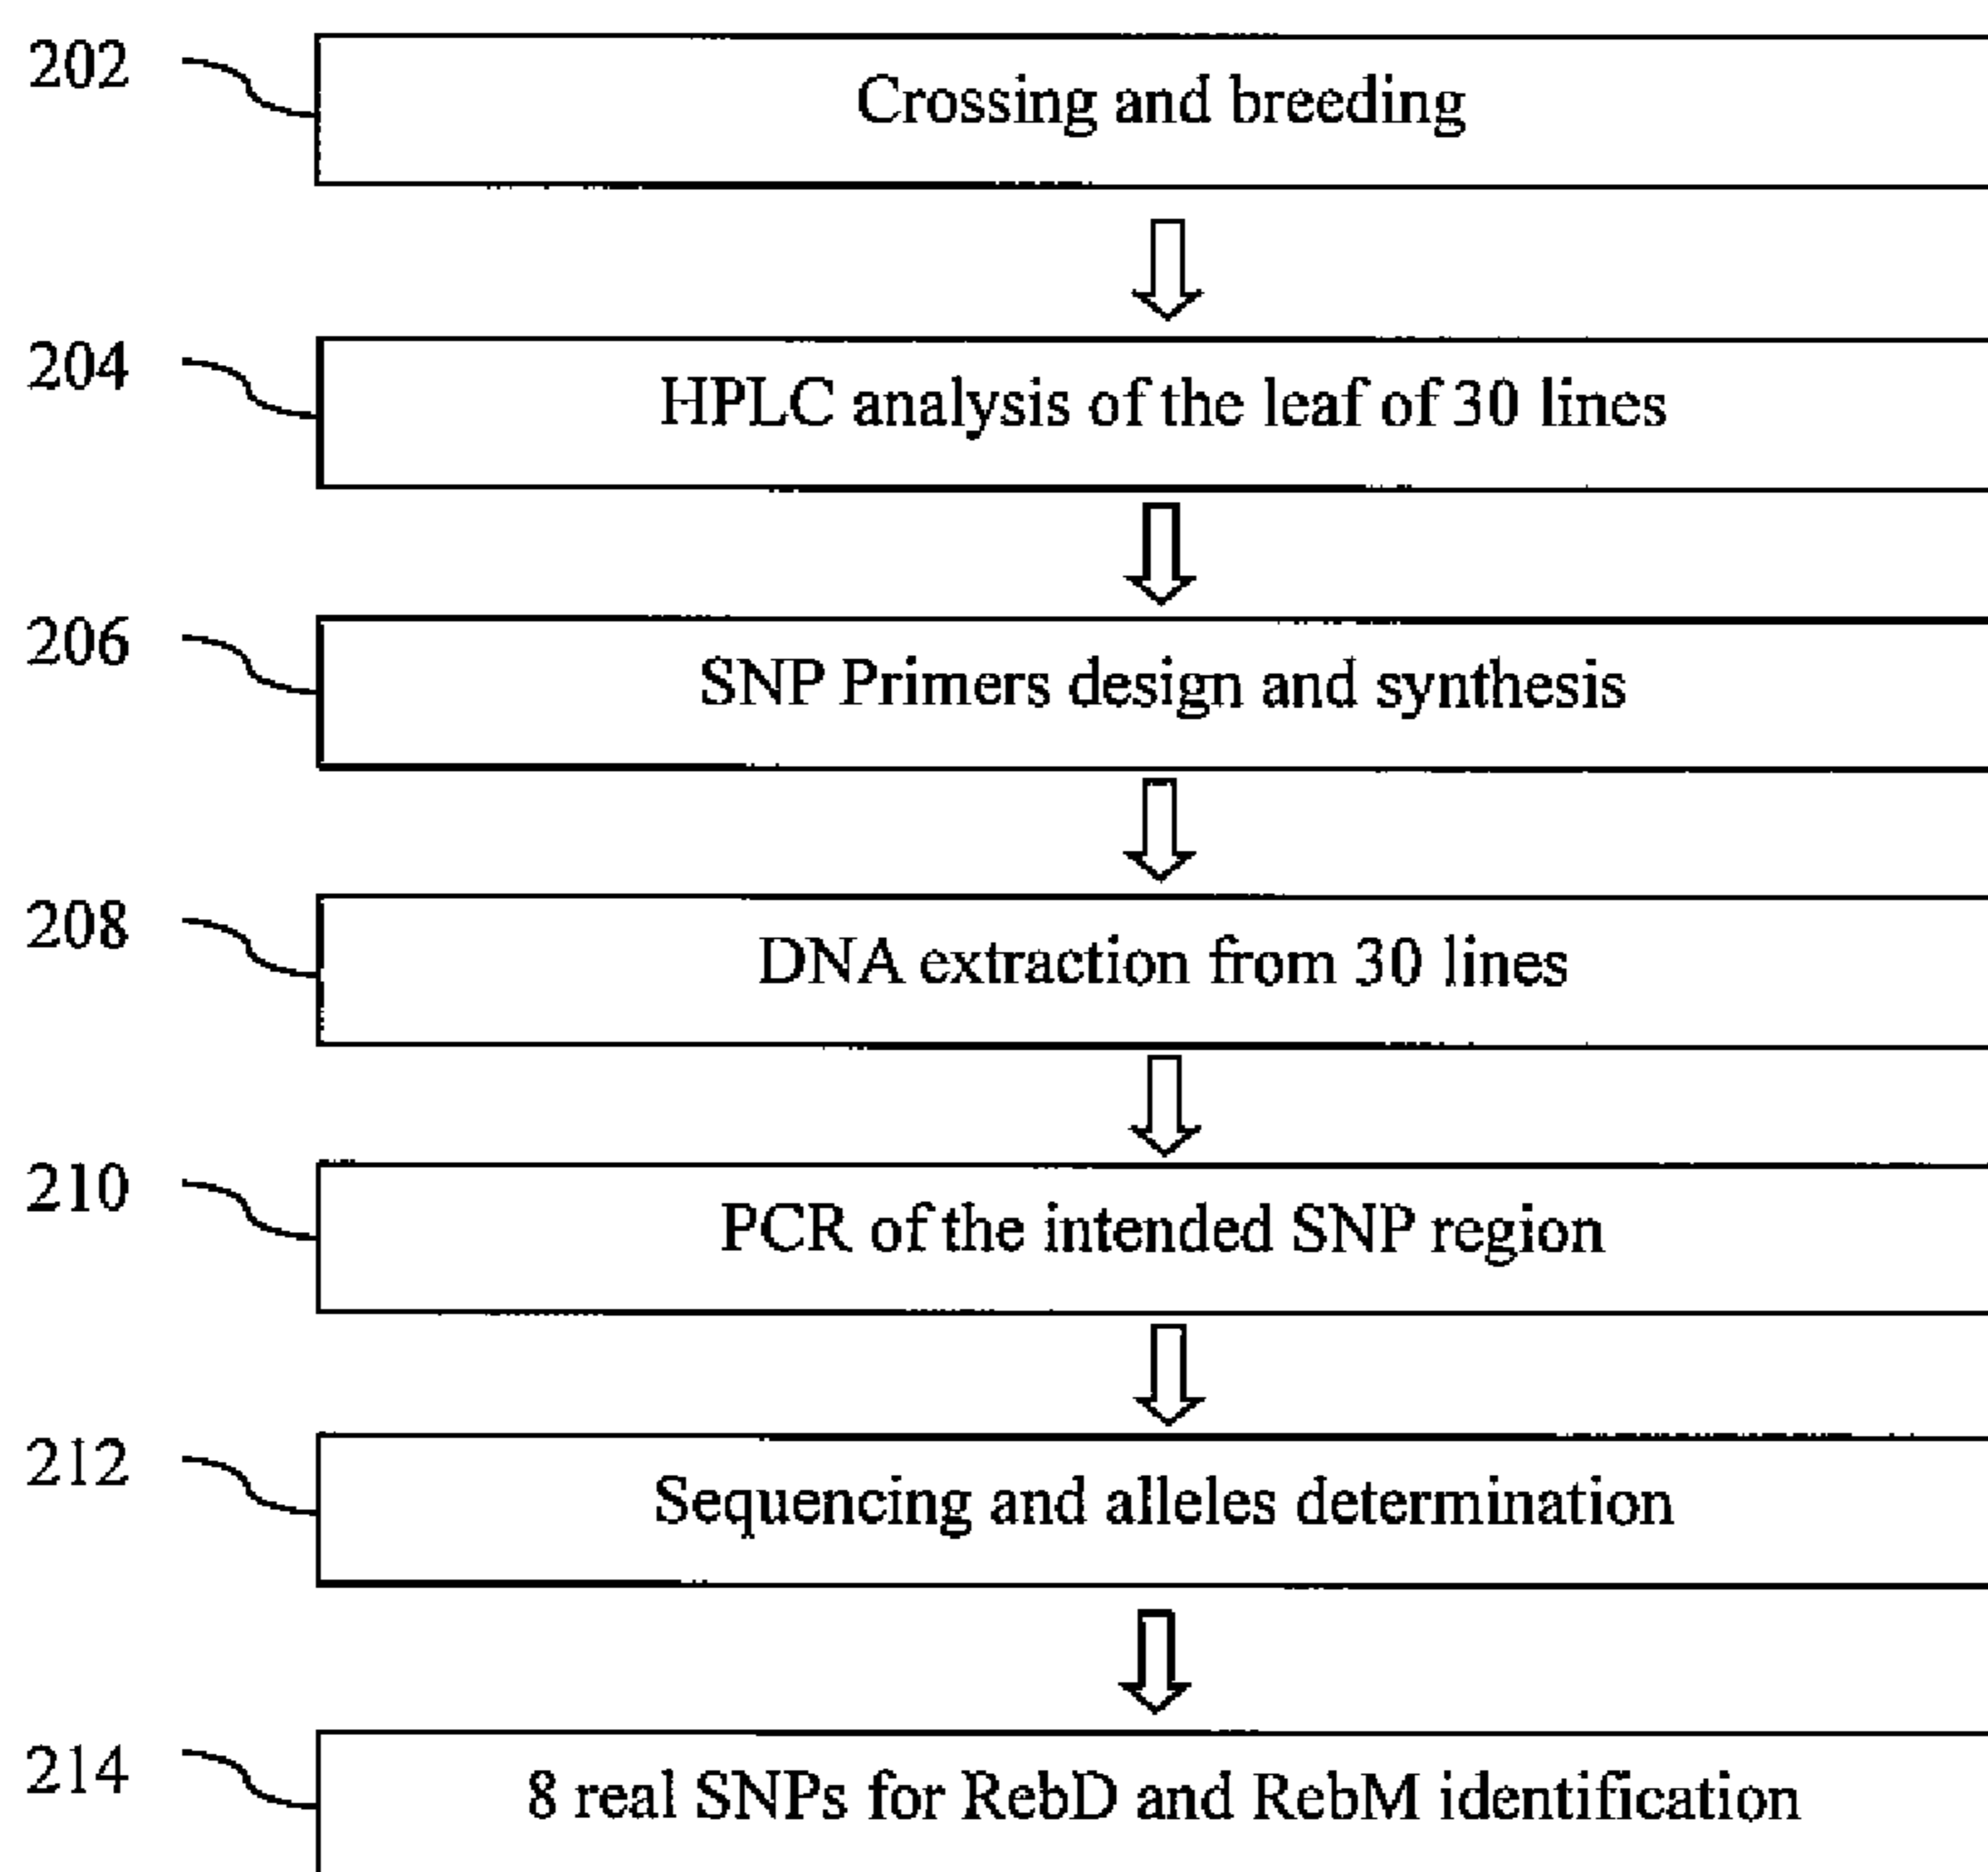 202 Crossing and breeding
204 HPLC analysis of the leaf of 30 lines
206 SNP Primers design and synthesis
208 DNA extraction from 30 lines
210 PCR of the intended SNP region
212 Sequencing and alleles determination
214 8 real SNPs for RebD and RebM identification